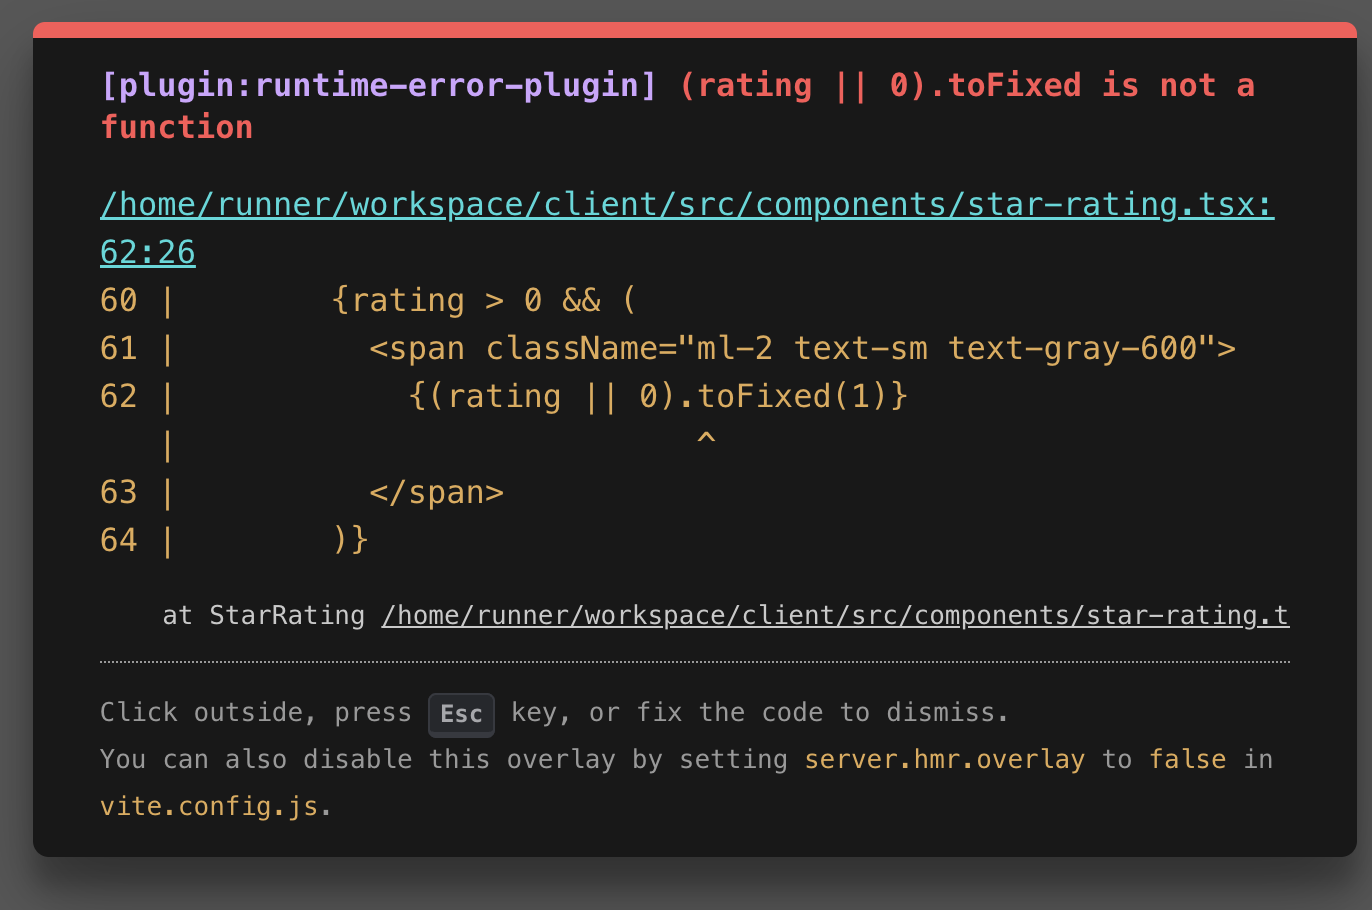 [plugin:runtime-error-plugin] (rating || 0).toFixed is not a
function
/home/runner/workspace/client/src/components/star-rating.tsx:
62:26
60 |        {rating > 0 && (
61 |          <span className="ml-2 text-sm text-gray-600">
62 |            {(rating || 0).toFixed(1)}
   |                           ^
63 |          </span>
64 |        )}
at StarRating /home/runner/workspace/client/src/components/star-rating.t
Click outside, press Esc key, or fix the code to dismiss.
You can also disable this overlay by setting server.hmr.overlay to false in
vite.config.js.